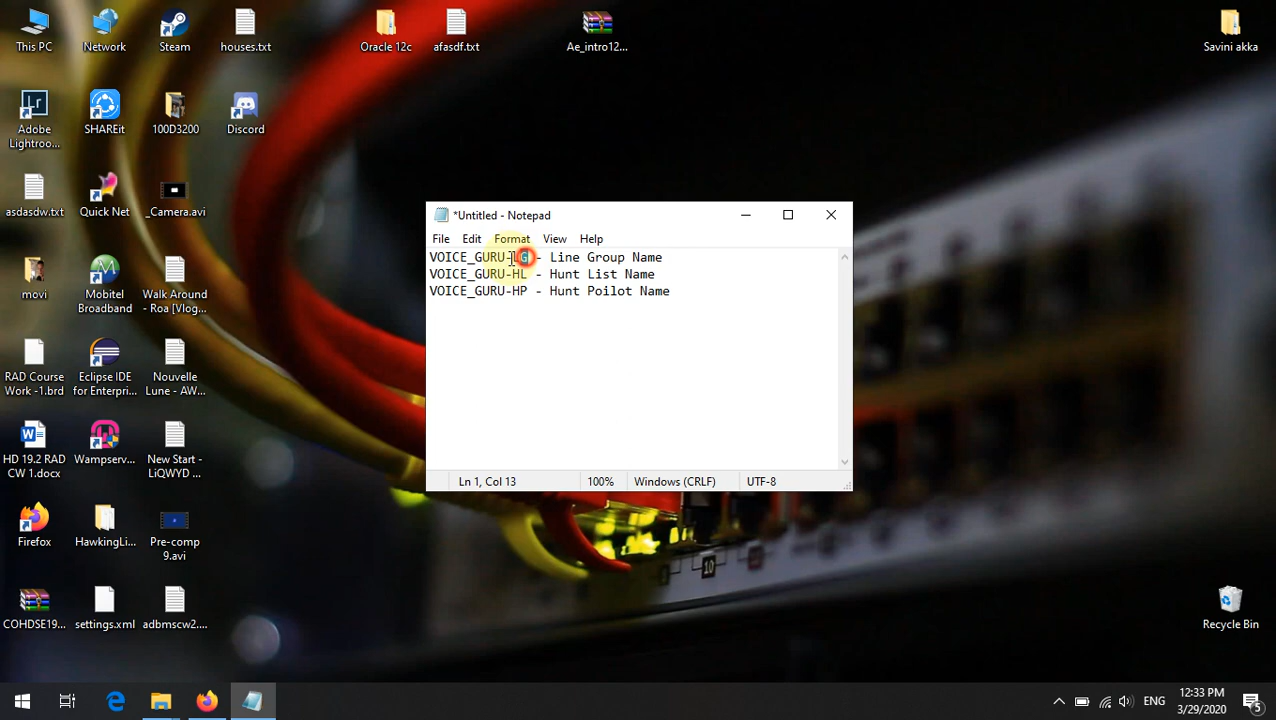 This PC
Network
Steam
houses.txt
Oracle 12c
afasdf.txt
Ae_intro12...
Savini akka
Adobe
Lightroo...
SHAREit
100D3200
Discord
asdasdw.txt
Quick Net
_Camera.avi
movi
Mobitel
Broadband
Walk Around
- Roa [Vlog...
RAD Course
Work -1.brd
Eclipse IDE
for Enterpri...
Nouvelle
Lune - AW...
HD 19.2 RAD
CW 1.docx
Wampserv...
New Start -
LiQWYD ...
Firefox
HawkingLi...
Pre-comp
9.avi
COHDSE19...
settings.xml
adbmscw2....
Recycle Bin
*Untitled - Notepad
File Edit Format View Help
VOICE_GURU-LG - Line Group Name
VOICE_GURU-HL - Hunt List Name
VOICE_GURU-HP - Hunt Poilot Name
Ln 1, Col 13 100% Windows (CRLF) UTF-8
10
ENG
12:33 PM
3/29/2020
5